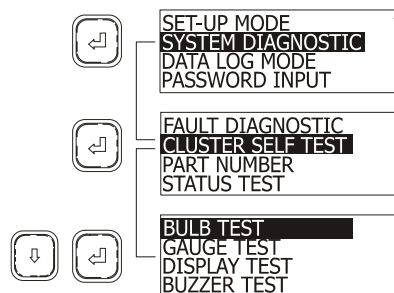 SET-UP MODE
SYSTEM DIAGNOSTIC
DATA LOG MODE
PASSWORD INPUT
FAULT DIAGNOSTIC
CLUSTER SELF TEST
PART NUMBER
STATUS TEST
BULB TEST
GAUGE TEST
DISPLAY TEST
BUZZER TEST